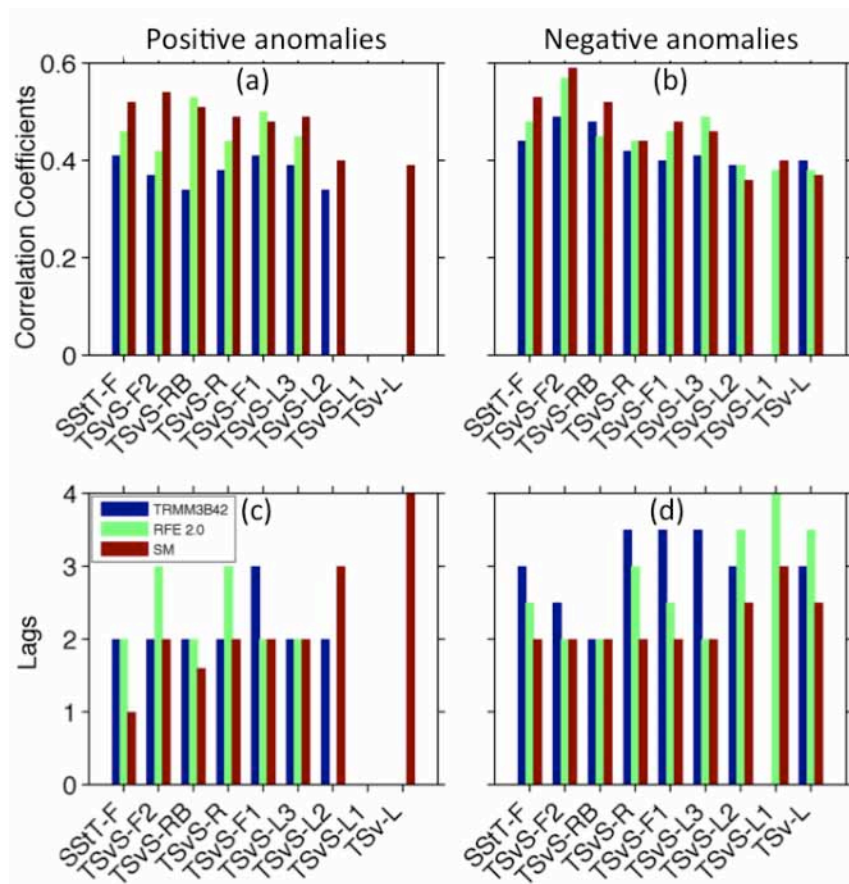 Positive anomalies
Negative anomalies
(a)
(b)
Correlation Coefficients
0.6
0.4
0.2
0
SStT-F
TSvS-F2
TSvS-RB
TSvS-R
TSvS-F1
TSvS-L3
TSvS-L2
TSvS-L1
TSv-L
SStT-F
TSvS-F2
TSvS-RB
TSvS-R
TSvS-F1
TSvS-L3
TSvS-L2
TSvS-L1
TSv-L
(c)
(d)
TRMM3B42
RFE 2.0
SM
Lags
4
3
2
1
0
SStT-F
TSvS-F2
TSvS-RB
TSvS-R
TSvS-F1
TSvS-L3
TSvS-L2
TSvS-L1
TSv-L
SStT-F
TSvS-F2
TSvS-RB
TSvS-R
TSvS-F1
TSvS-L3
TSvS-L2
TSvS-L1
TSv-L